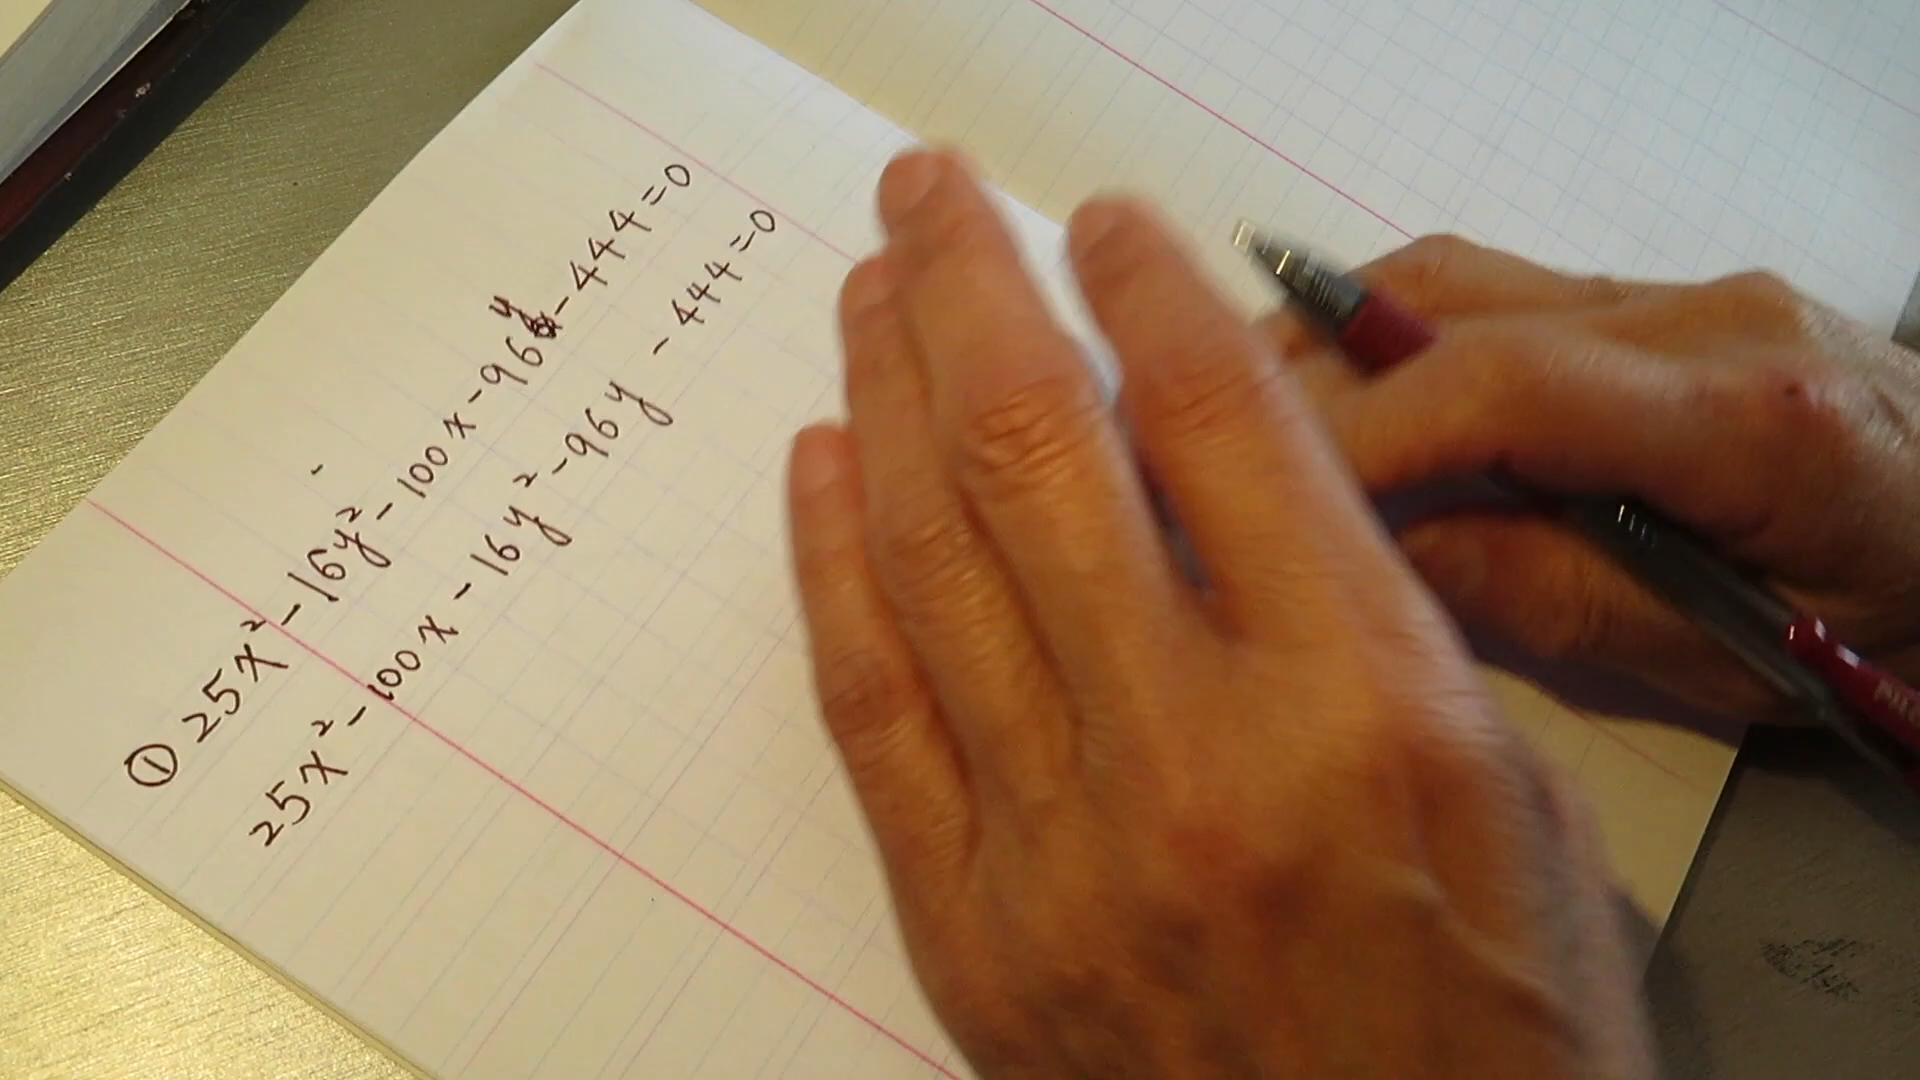 ① 25x² - 16y² - 100x - 96y - 444 = 0
25x² - 100x - 16y² - 96y - 444 = 0